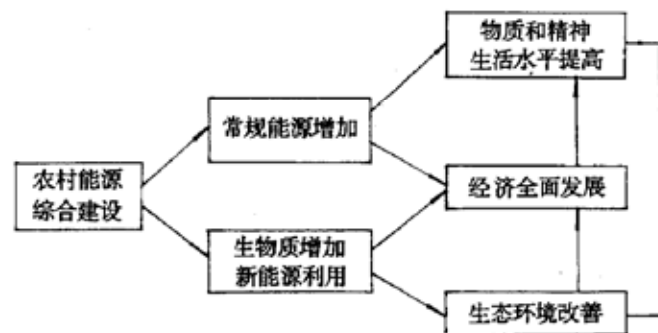 物质和精神
生活水平提高
常规能源增加
农村能源
综合建设
经济全面发展
生物质增加
新能源利用
生态环境改善